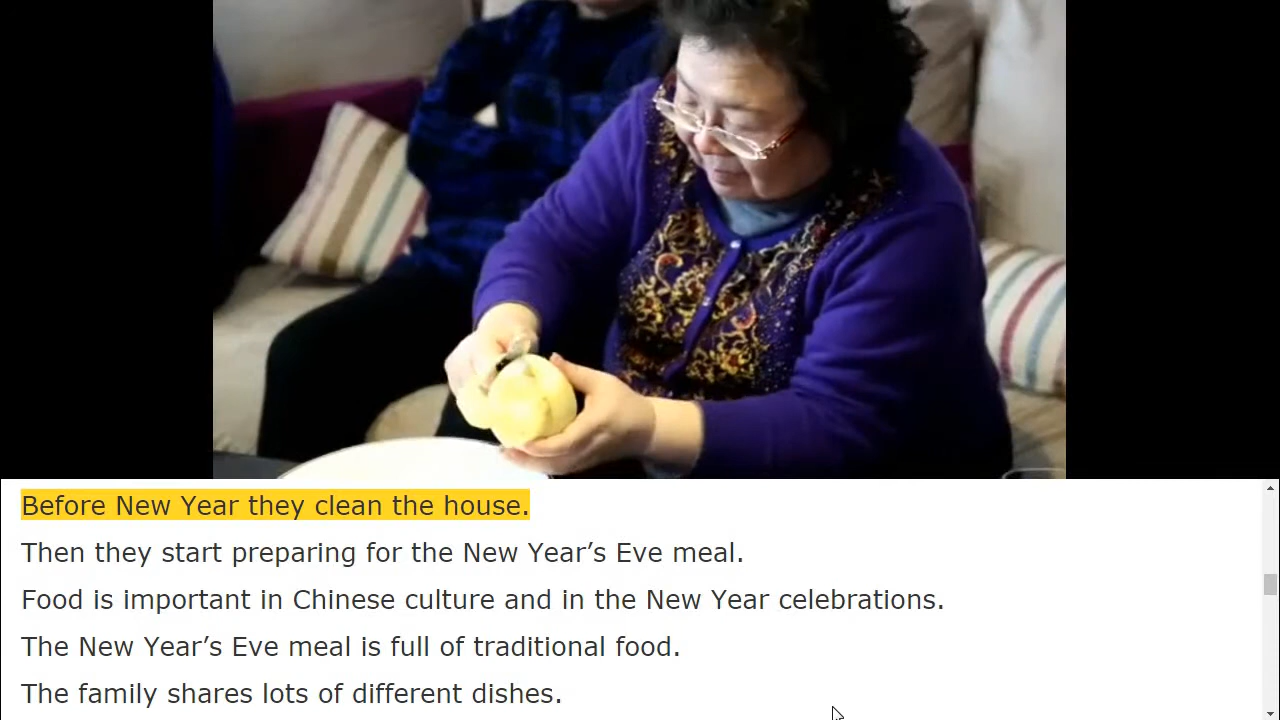 Before New Year they clean the house.
Then they start preparing for the New Year’s Eve meal.
Food is important in Chinese culture and in the New Year celebrations.
The New Year’s Eve meal is full of traditional food.
The family shares lots of different dishes.